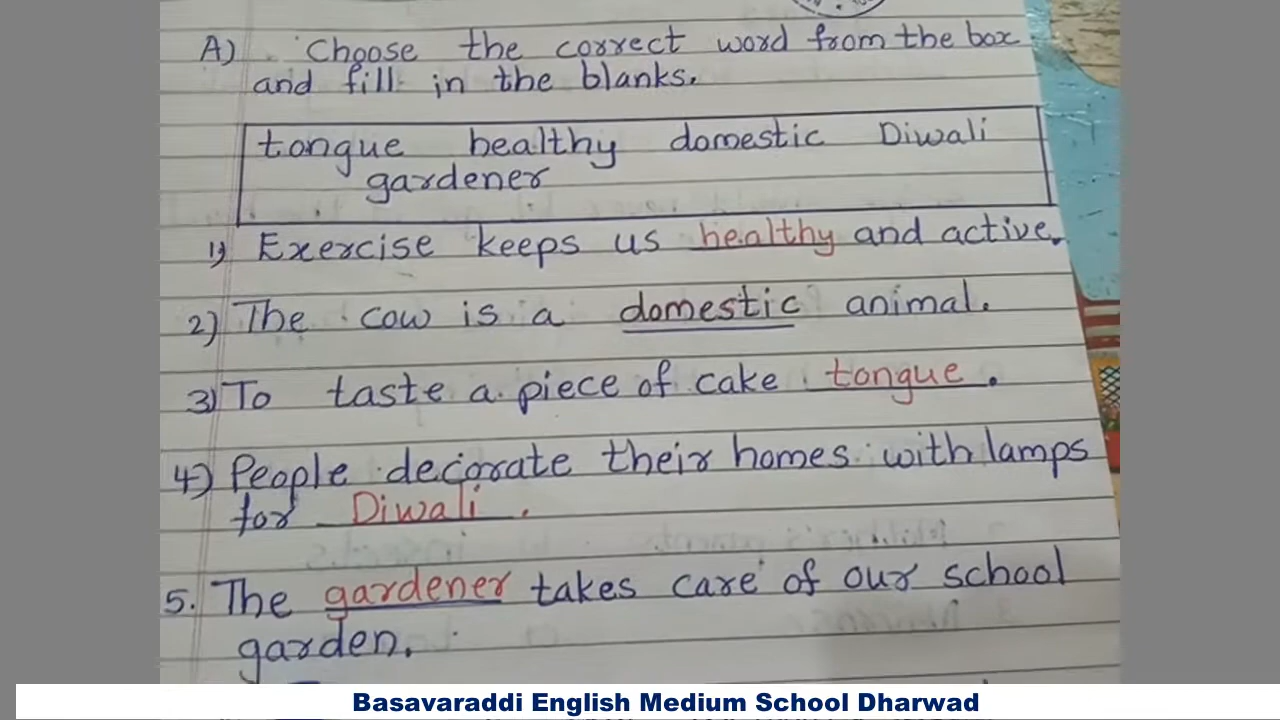 A) Choose the correct word from the box
and fill in the blanks.
tongue healthy domestic Diwali
gardener
1) Exercise keeps us healthy and active.
2) The cow is a domestic animal.
3) To taste a piece of cake tongue.
4) People decorate their homes with lamps
for Diwali.
5. The gardener takes care of our school
garden.
Basavaraddi English Medium School Dharwad